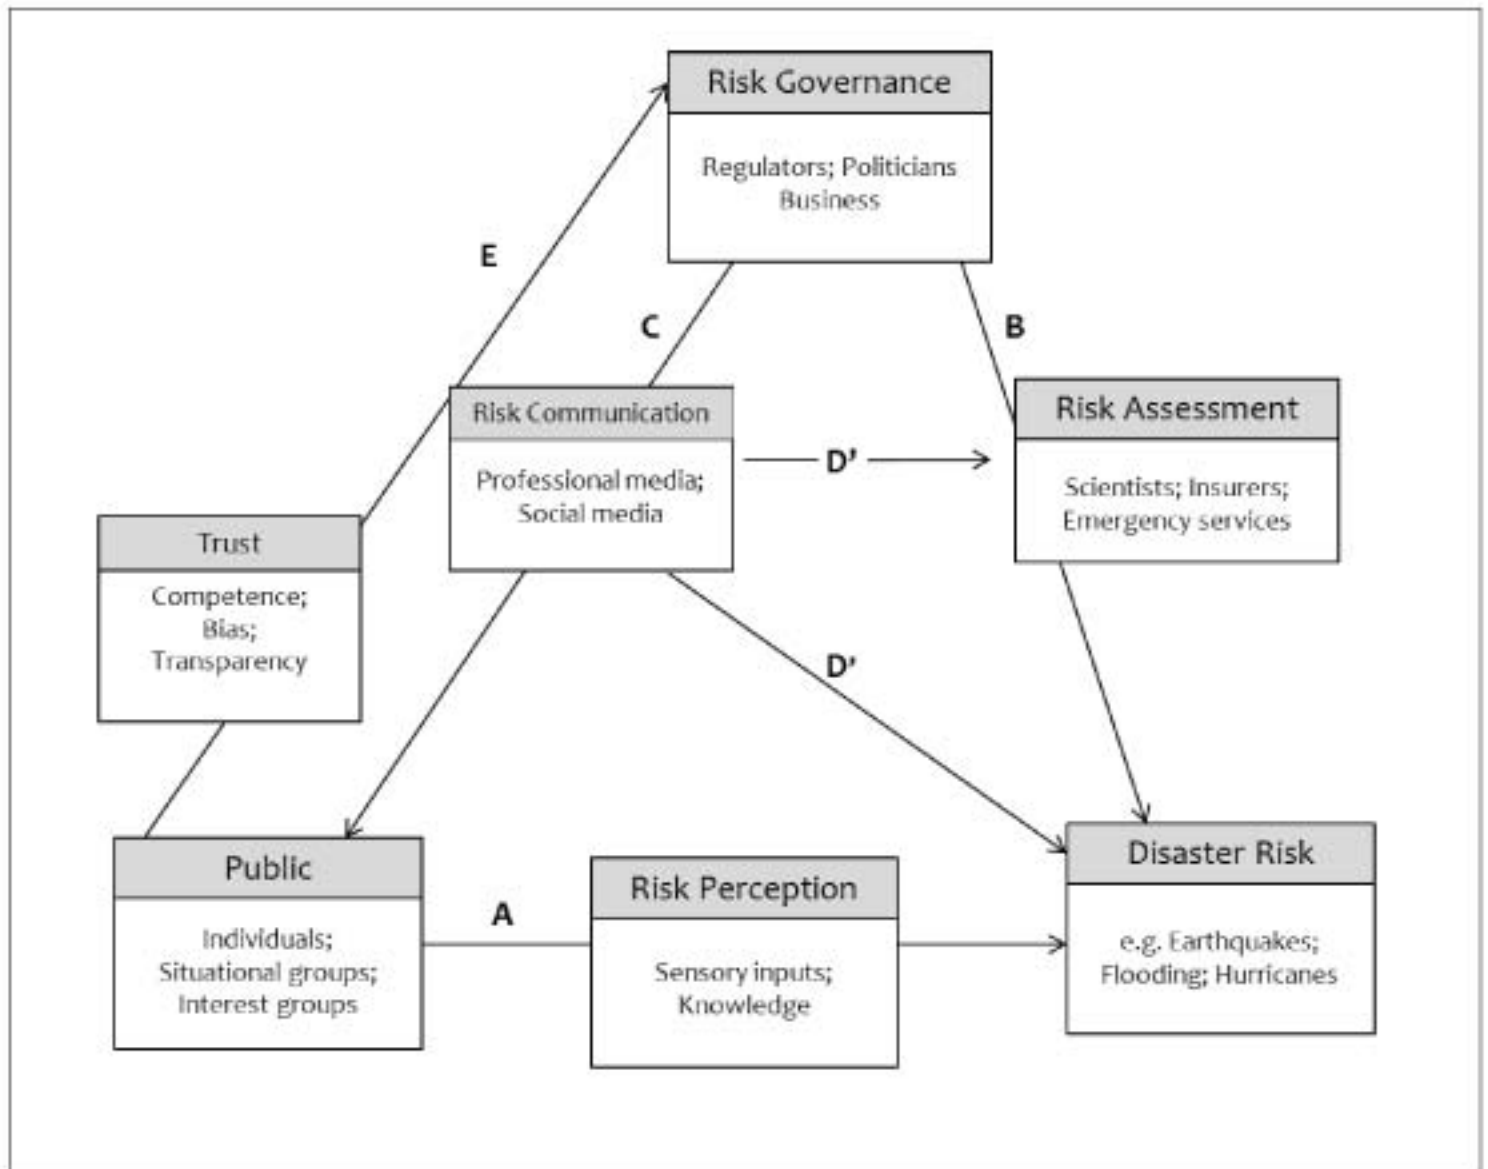 Risk Governance
Regulators; Politicians
Business
E
C
B
Risk Communication
Professional media;
Social media
D'
Risk Assessment
Scientists; Insurers;
Emergency services
Trust
Competence;
Bias;
Transparency
D'
Public
Individuals;
Situational groups;
Interest groups
A
Risk Perception
Sensory inputs;
Knowledge
Disaster Risk
e.g. Earthquakes;
Flooding; Hurricanes